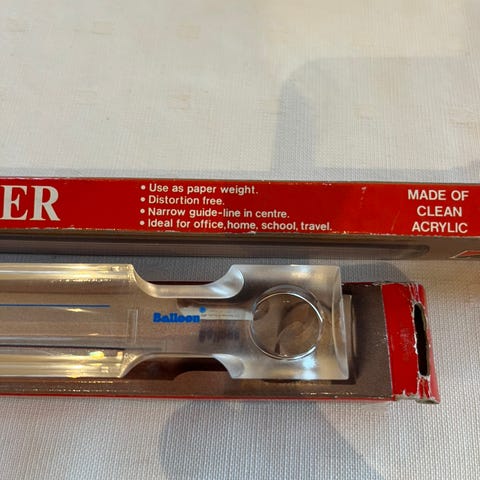 ER
• Use as paper weight.
• Distortion free.
• Narrow guide-line in centre.
• Ideal for office,home, school, travel.
MADE OF
CLEAN
ACRYLIC
Balloon